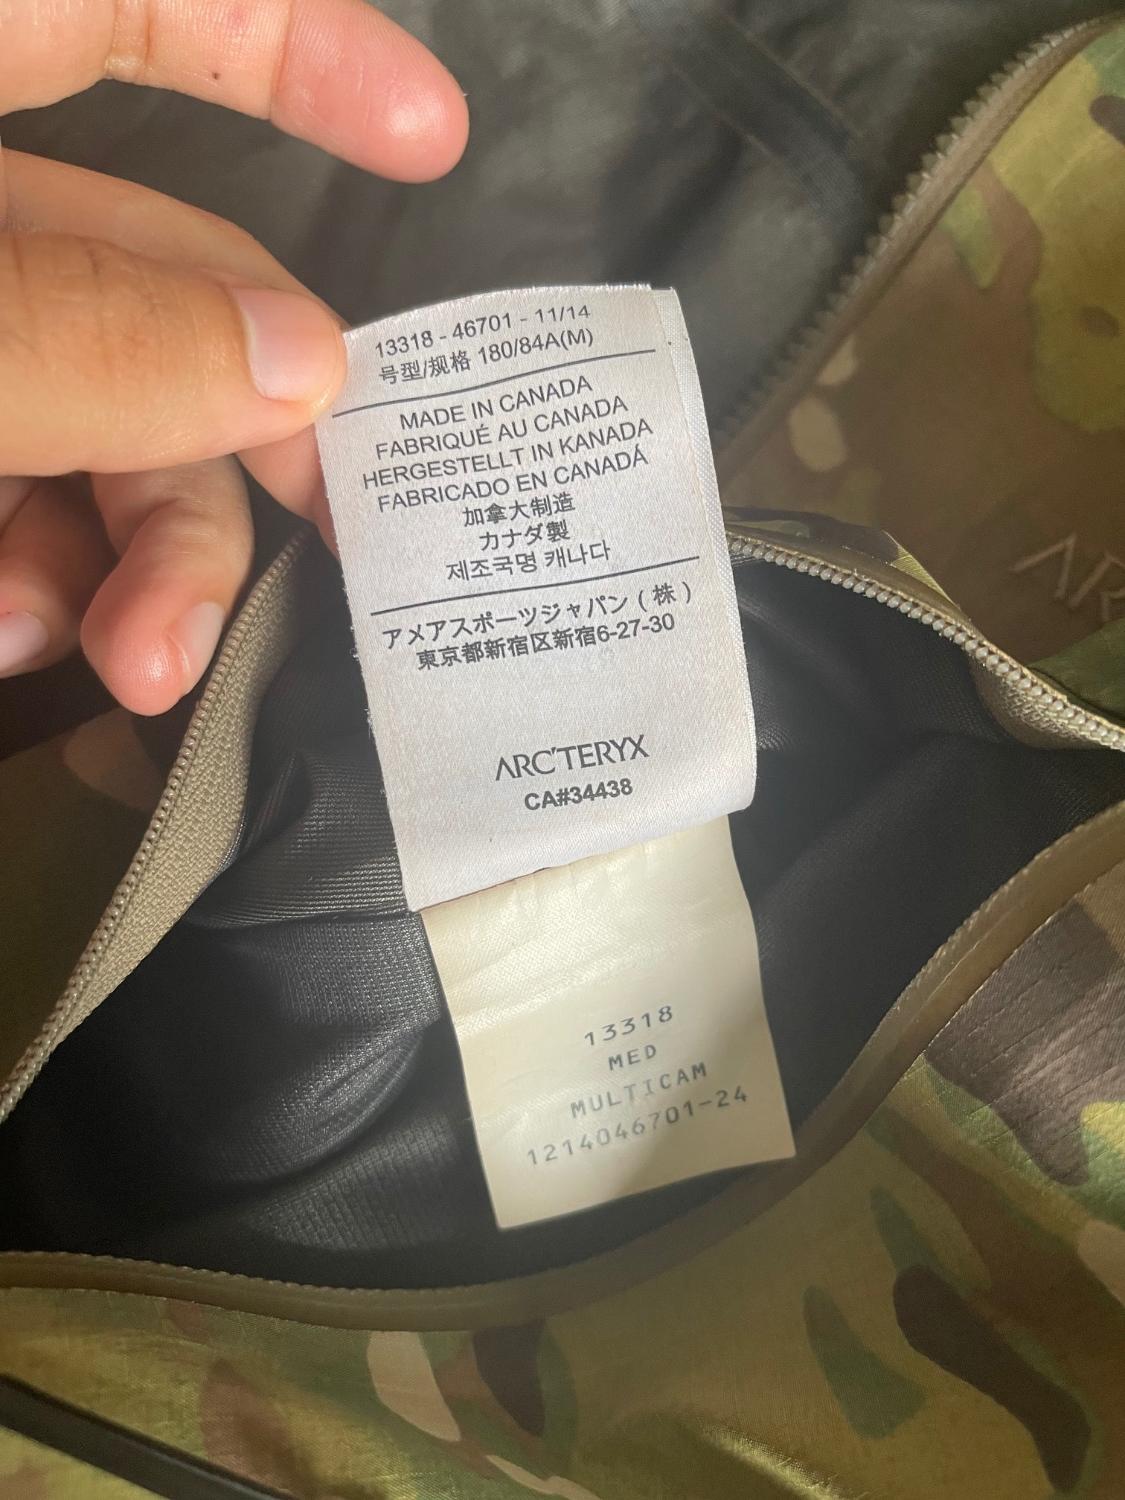 13318 - 46701 - 11/14
号型/规格 180/84A(M)
MADE IN CANADA
FABRIQUÉ AU CANADA
HERGESTELLT IN KANADA
FABRICADO EN CANADÁ
加拿大制造
カナダ製
제조국명 캐나다
アメアスポーツジャパン ( 株 )
東京都新宿区新宿6-27-30
ARC'TERYX
CA#34438
13318
MED
MULTICAM
1214046701-24